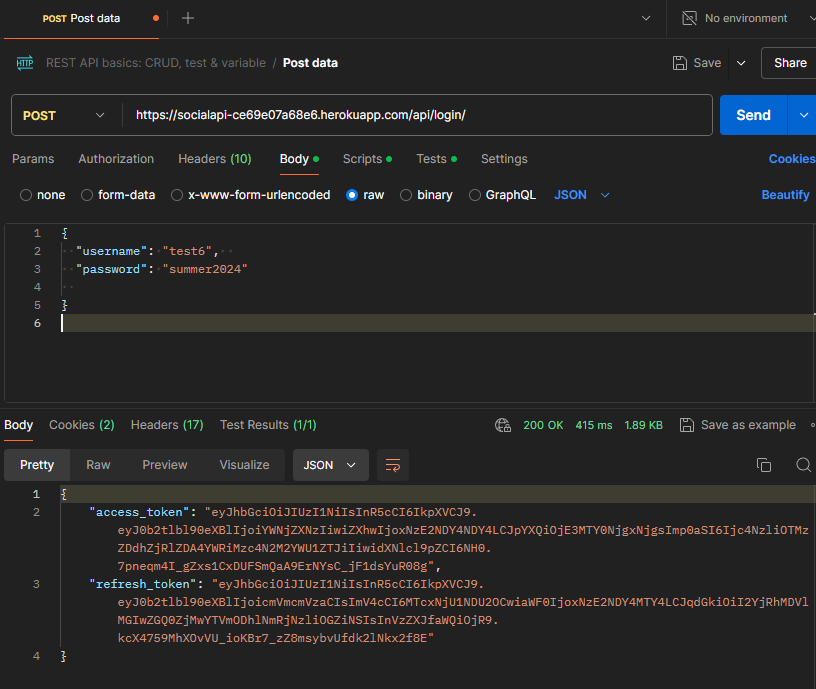 POST Post data
No environment
HTTP REST API basics: CRUD, test & variable / Post data
Save
Share
POST https://socialapi-ce69e07a68e6.herokuapp.com/api/login/
Send
Params Authorization Headers (10) Body Scripts Tests Settings Cookies
none form-data x-www-form-urlencoded raw binary GraphQL JSON Beautify
1 {
2 "username": "test6",
3 "password": "summer2024"
4
5 }
6
Body Cookies (2) Headers (17) Test Results (1/1) 200 OK 415 ms 1.89 KB Save as example
Pretty Raw Preview Visualize JSON
1 {
2 "access_token": "eyJhbGciOiJIUzI1NiIsInR5cCI6IkpXVCJ9.
eyJ0b2tlbl90eXBlIjoiYWNjZXNzIiwiZXhwIjoxNzE2NDY4NDY4LCJpYXQiOjE3MTY0NjgxNjgsImp0aSI6Ijc4NzliOTMz
ZDdhZjRlZDA4YWRiMzc4N2M2YWU1ZTJiIiwidXNlcl9pZCI6NH0.
7pneqm4I_gZxs1CxDUFSmQaA9ErNYsC_jF1dsYuR08g",
3 "refresh_token": "eyJhbGciOiJIUzI1NiIsInR5cCI6IkpXVCJ9.
eyJ0b2tlbl90eXBlIjoicmVmcmVzaCIsImV4cCI6MTcxNjU1NDU2OCwiaWF0IjoxNzE2NDY4MTY4LCJqdGkiOiI2YjRhMDVl
MGIwZGQ0ZjMwYTVmODhlNmRjNzliOGZiNSIsInVzZXJfaWQiOjR9.
kcX4759MhXOvVU_ioKBr7_zZ8msybvUfdk2lNkx2f8E"
4 }